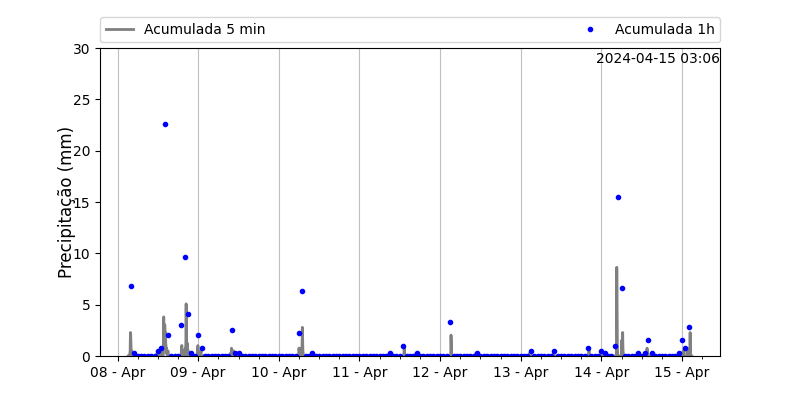 Acumulada 5 min
Acumulada 1h
2024-04-15 03:06
Precipitação (mm)
30
25
20
15
10
5
0
08 - Apr
09 - Apr
10 - Apr
11 - Apr
12 - Apr
13 - Apr
14 - Apr
15 - Apr